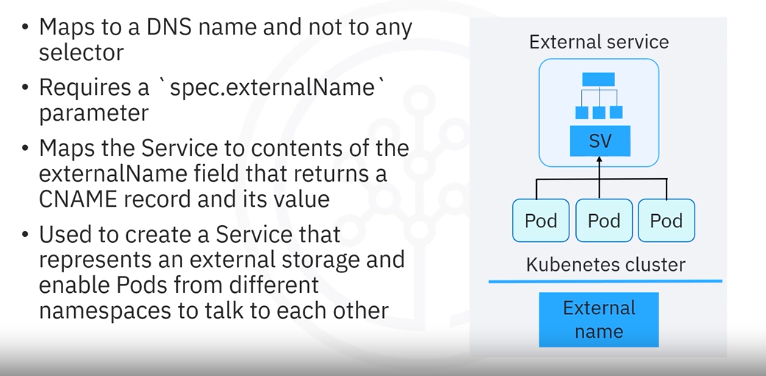 • Maps to a DNS name and not to any
selector
• Requires a `spec.externalName`
parameter
• Maps the Service to contents of the
externalName field that returns a
CNAME record and its value
• Used to create a Service that
represents an external storage and
enable Pods from different
namespaces to talk to each other
External service
SV
Pod Pod Pod
Kubenetes cluster
External
name